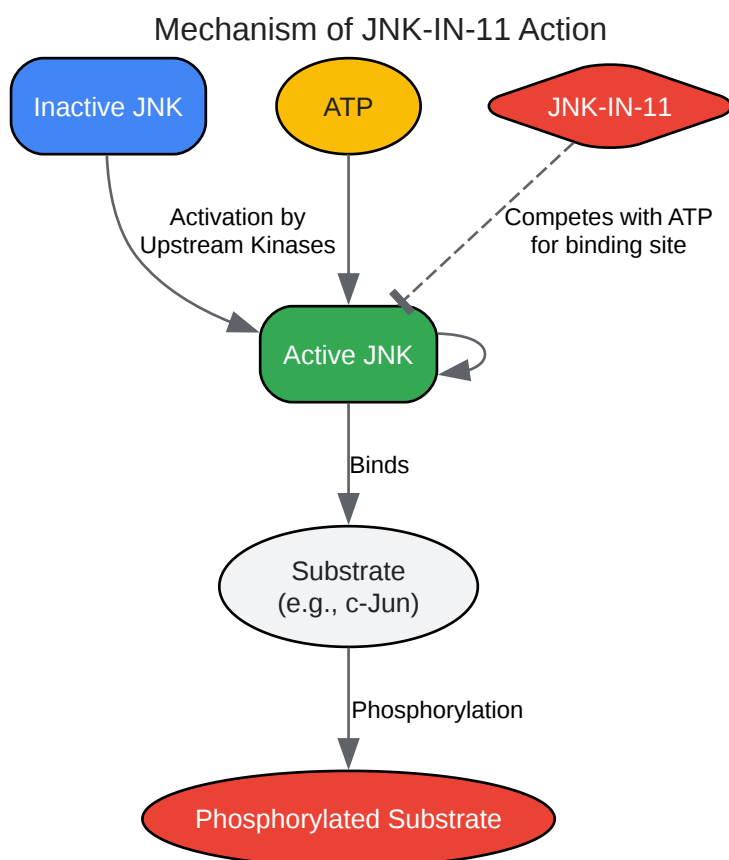 Mechanism of JNK-IN-11 Action
Inactive JNK
ATP
JNK-IN-11
Activation by
Upstream Kinases
Competes with ATP
for binding site
Active JNK
Binds
Substrate
(e.g., c-Jun)
Phosphorylation
Phosphorylated Substrate